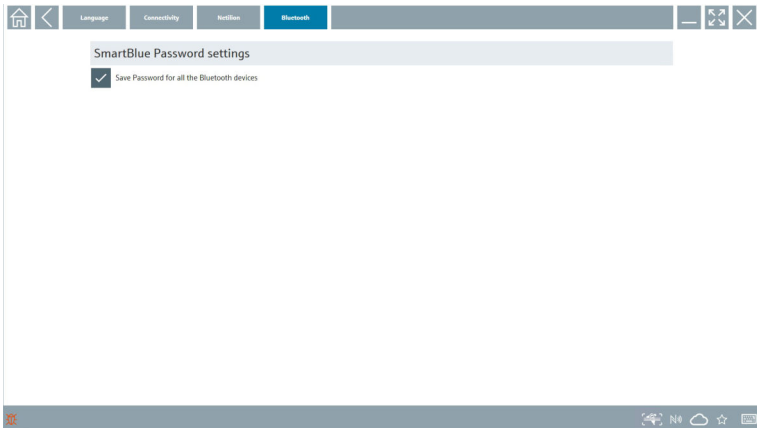 Language Connectivity Netilion Bluetooth
SmartBlue Password settings
Save Password for all the Bluetooth devices